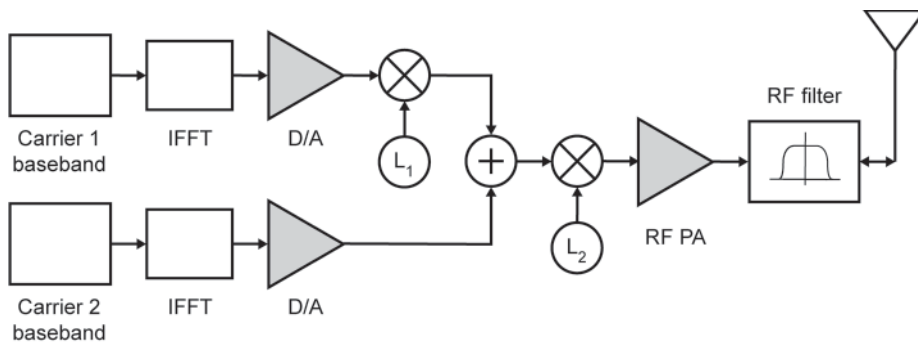 RF filter
Carrier 1
baseband
IFFT
D/A
L₁
+
RF PA
L₂
Carrier 2
baseband
IFFT
D/A